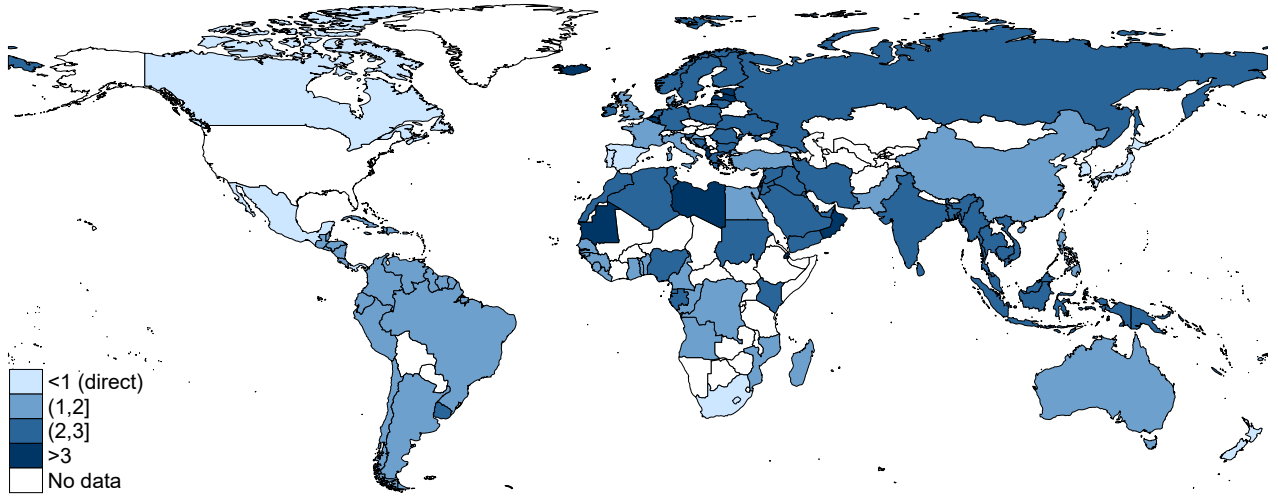 <1 (direct)
(1,2]
(2,3]
>3
No data